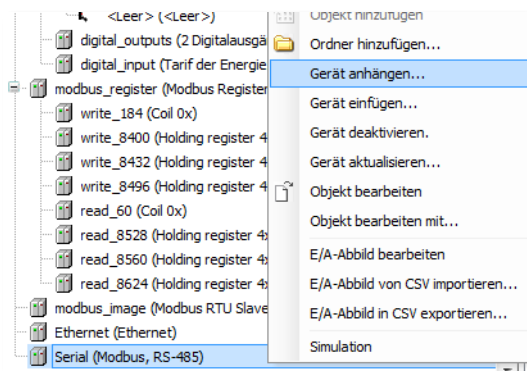 <Leer> (<Leer>)
digital_outputs (2 Digitalausgä
digital_input (Tarif der Energie
modbus_register (Modbus Register
write_184 (Coil 0x)
write_8400 (Holding register 4
write_8432 (Holding register 4
write_8496 (Holding register 4
read_60 (Coil 0x)
read_8528 (Holding register 4x
read_8560 (Holding register 4x
read_8624 (Holding register 4x
modbus_image (Modbus RTU Slave
Ethernet (Ethernet)
Serial (Modbus, RS-485)
Objekt hinzufügen
Ordner hinzufügen...
Gerät anhängen...
Gerät einfügen...
Gerät deaktivieren.
Gerät aktualisieren...
Objekt bearbeiten
Objekt bearbeiten mit...
E/A-Abbild bearbeiten
E/A-Abbild von CSV importieren...
E/A-Abbild in CSV exportieren...
Simulation